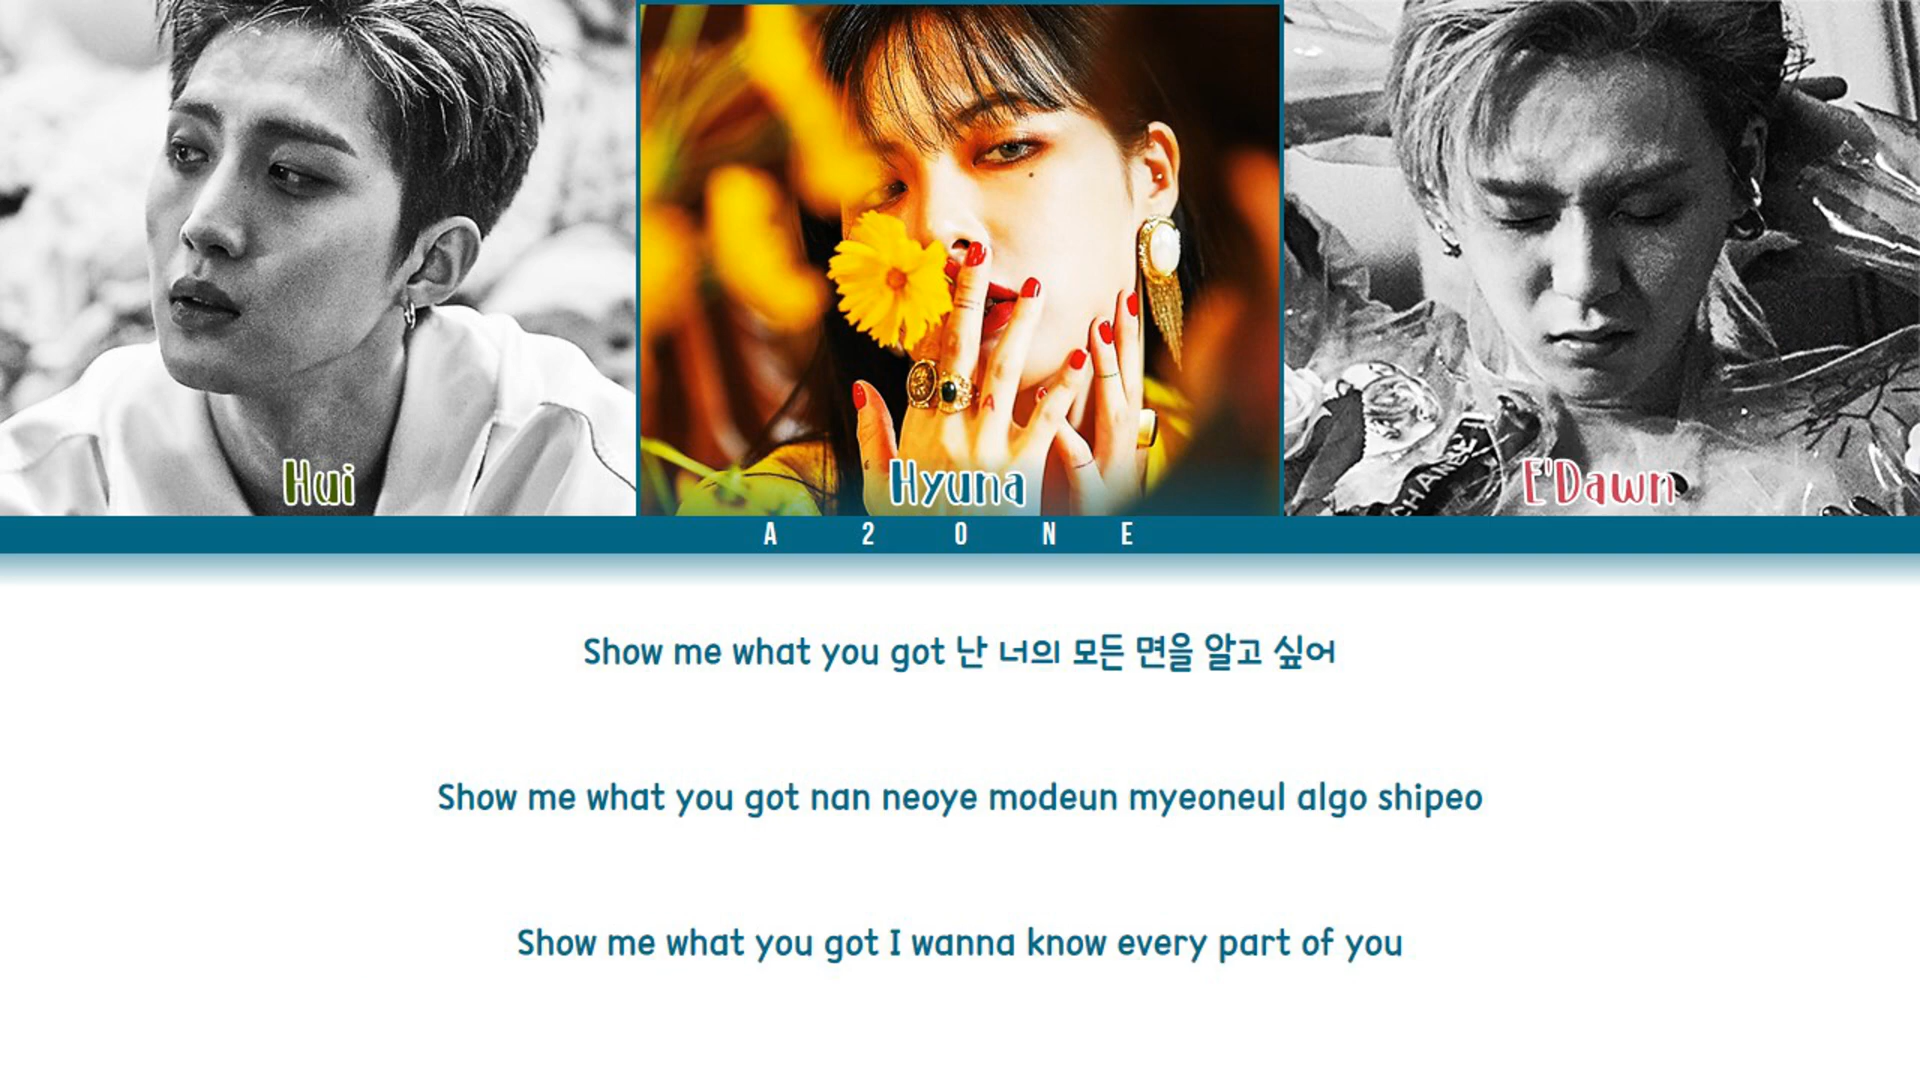 Hui
Hyuna
E'Dawn
A 2 O N E
Show me what you got 난 너의 모든 면을 알고 싶어
Show me what you got nan neoye modeun myeoneul algo shipeo
Show me what you got I wanna know every part of you
CHANEL